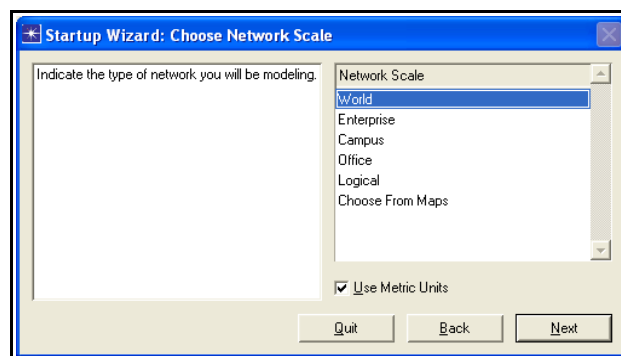 Startup Wizard: Choose Network Scale
Indicate the type of network you will be modeling.
Network Scale
World
Enterprise
Campus
Office
Logical
Choose From Maps
Use Metric Units
Quit
Back
Next